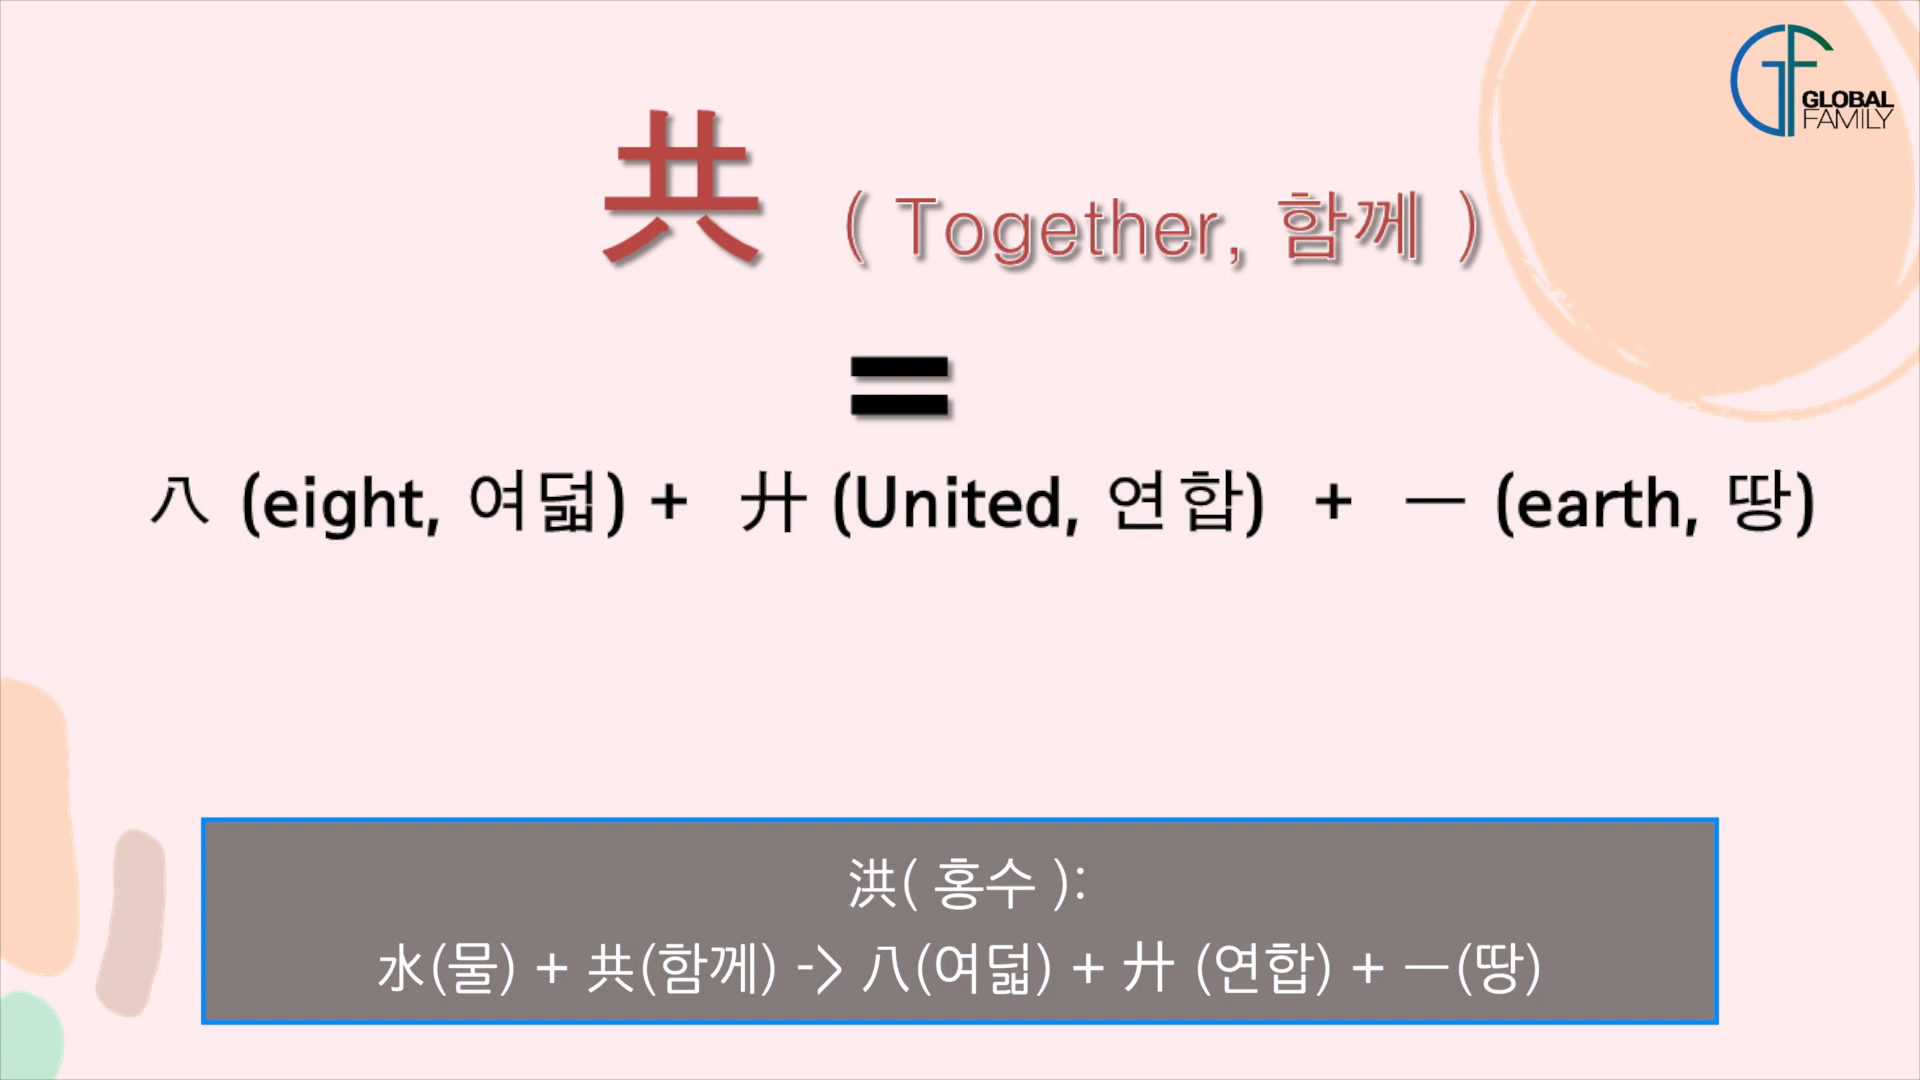 GLOBAL
FAMILY
共 ( Together, 함께 )
=
八 (eight, 여덟) + 廾 (United, 연합) + 一 (earth, 땅)
洪( 홍수 ):
水(물) + 共(함께) -> 八(여덟) + 廾 (연합) + 一(땅)